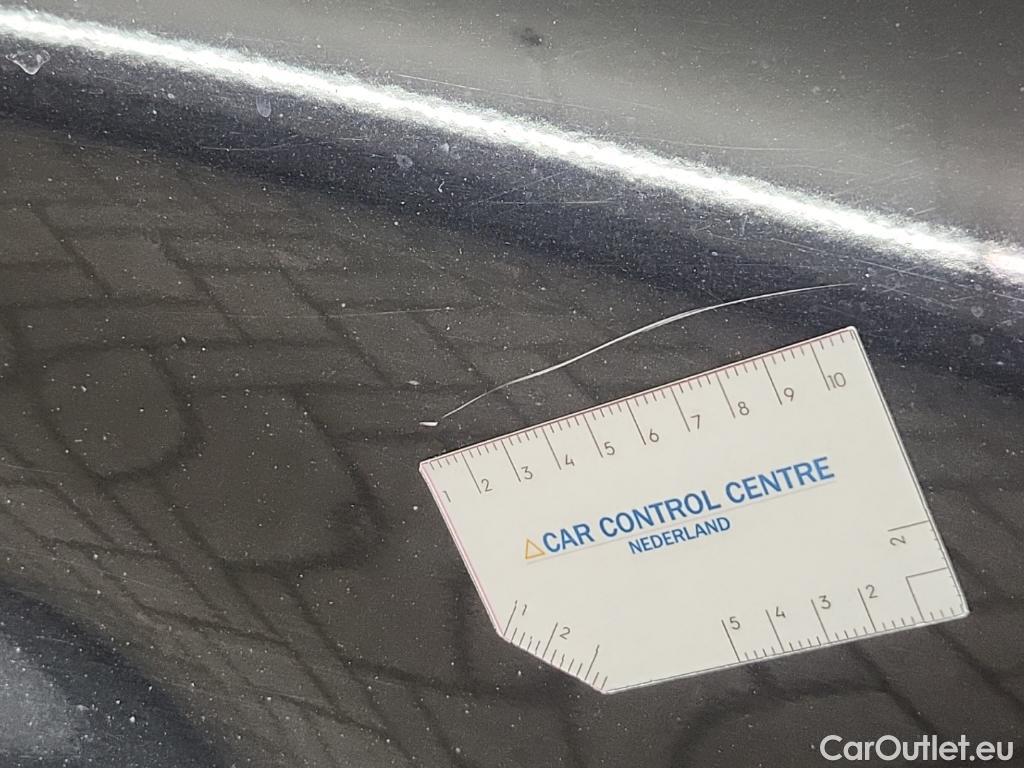 1 2 3 4 5 6 7 8 9 10
CAR CONTROL CENTRE
NEDERLAND
2
1 2
5 4 3 2
CarOutlet.eu